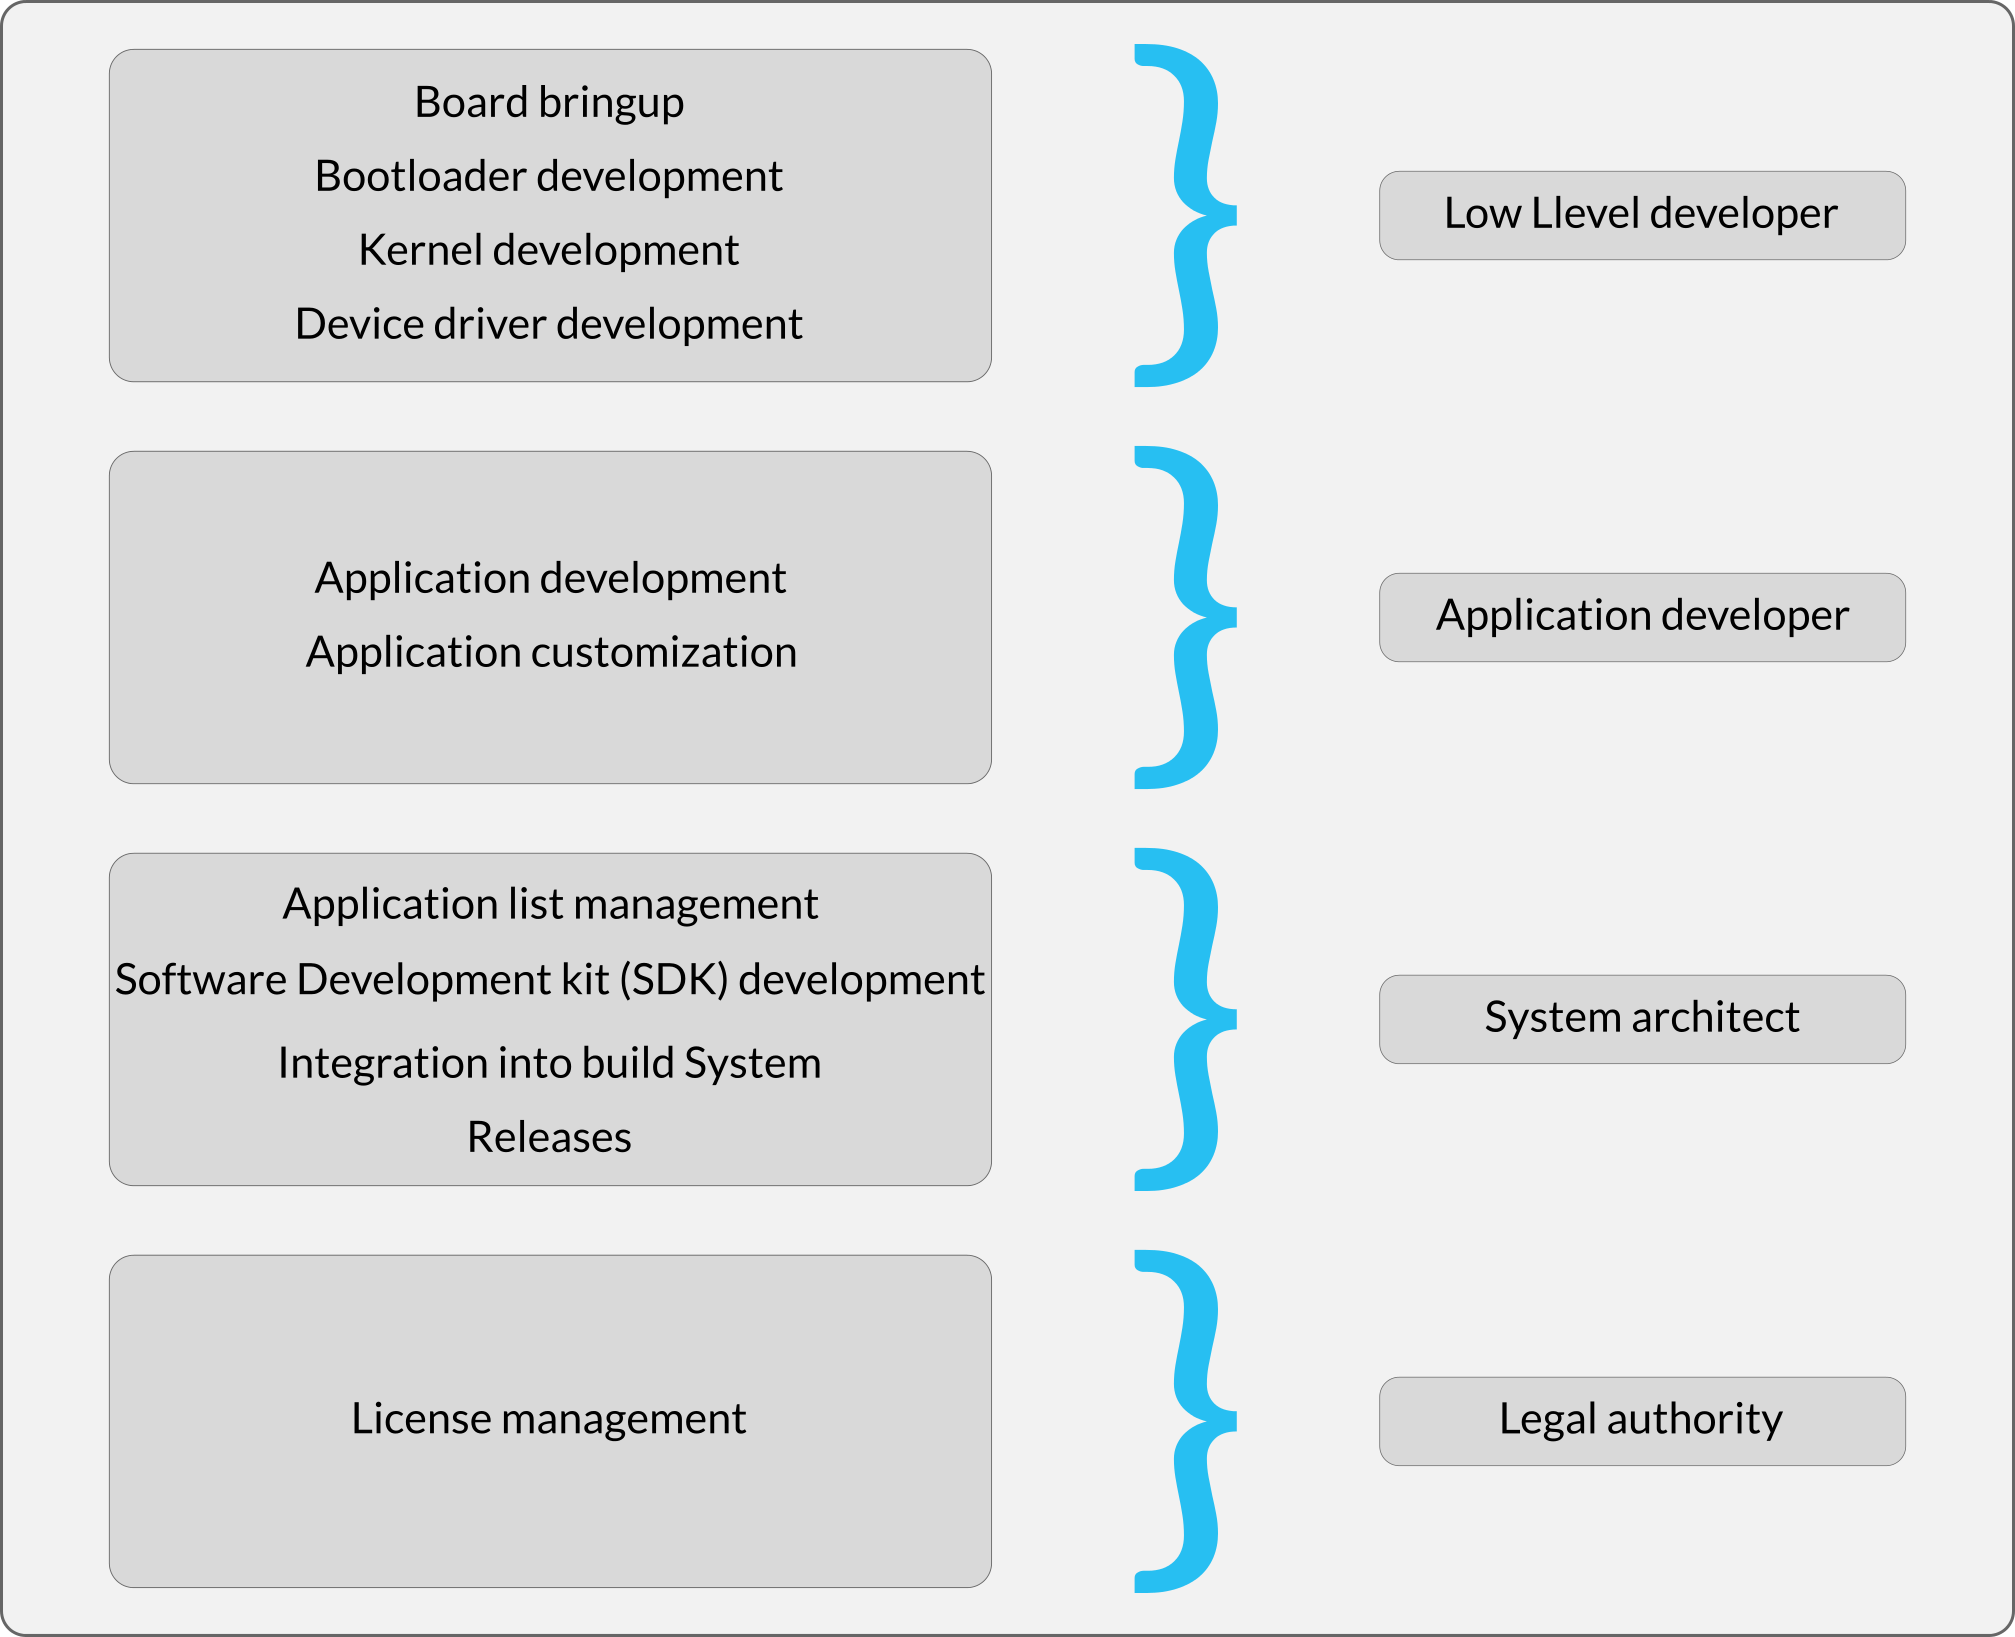 Board bringup
Bootloader development
Kernel development
Device driver development
Low Llevel developer
Application development
Application customization
Application developer
Application list management
Software Development kit (SDK) development
Integration into build System
Releases
System architect
License management
Legal authority